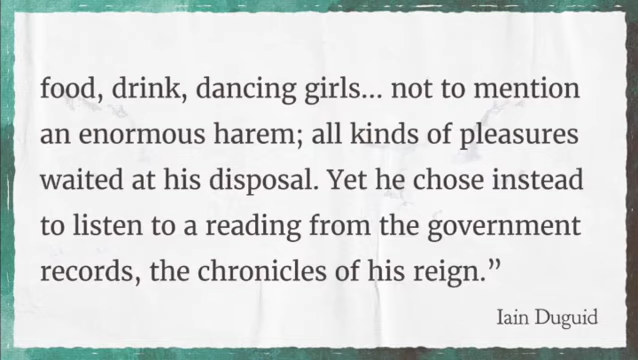 food, drink, dancing girls... not to mention
an enormous harem; all kinds of pleasures
waited at his disposal. Yet he chose instead
to listen to a reading from the government
records, the chronicles of his reign.”
Iain Duguid